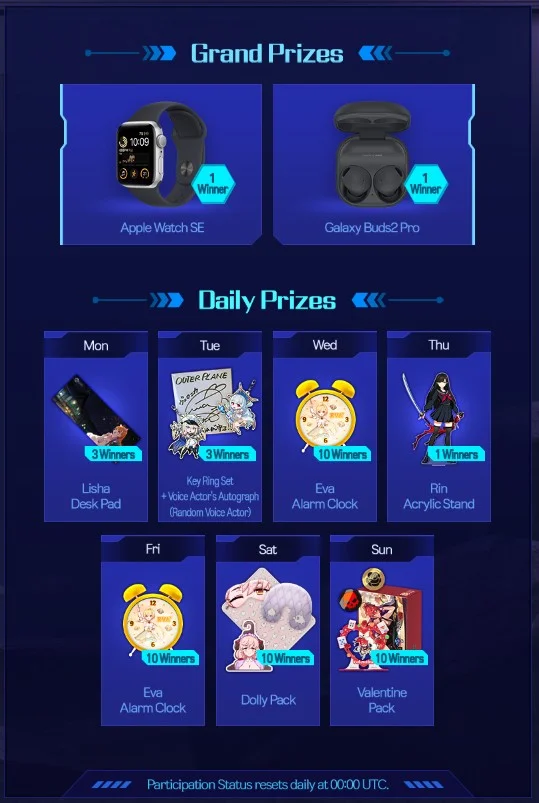 Grand Prizes
1
Winner
Apple Watch SE
1
Winner
Galaxy Buds2 Pro
Daily Prizes
Mon
3 Winners
Lisha
Desk Pad
Tue
OUTER PLANE
3 Winners
Key Ring Set
+ Voice Actor's Autograph
(Random Voice Actor)
Wed
10 Winners
Eva
Alarm Clock
Thu
1 Winners
Rin
Acrylic Stand
Fri
10 Winners
Eva
Alarm Clock
Sat
10 Winners
Dolly Pack
Sun
10 Winners
Valentine
Pack
Participation Status resets daily at 00:00 UTC.